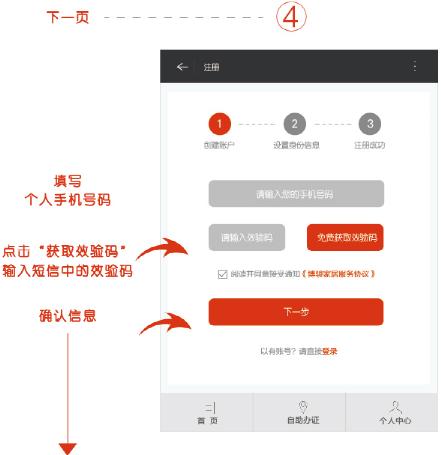 下一页
4
注册
1 2 3
创建账户 设置身份信息 注册成功
填写
个人手机号码
请输入您的手机号码
点击“获取效验码”
输入短信中的效验码
请输入效验码 免费获取效验码
阅读并同意接受通知《博骏家居服务协议》
确认信息
下一步
以有账号？请直接登录
首 页 自助办证 个人中心